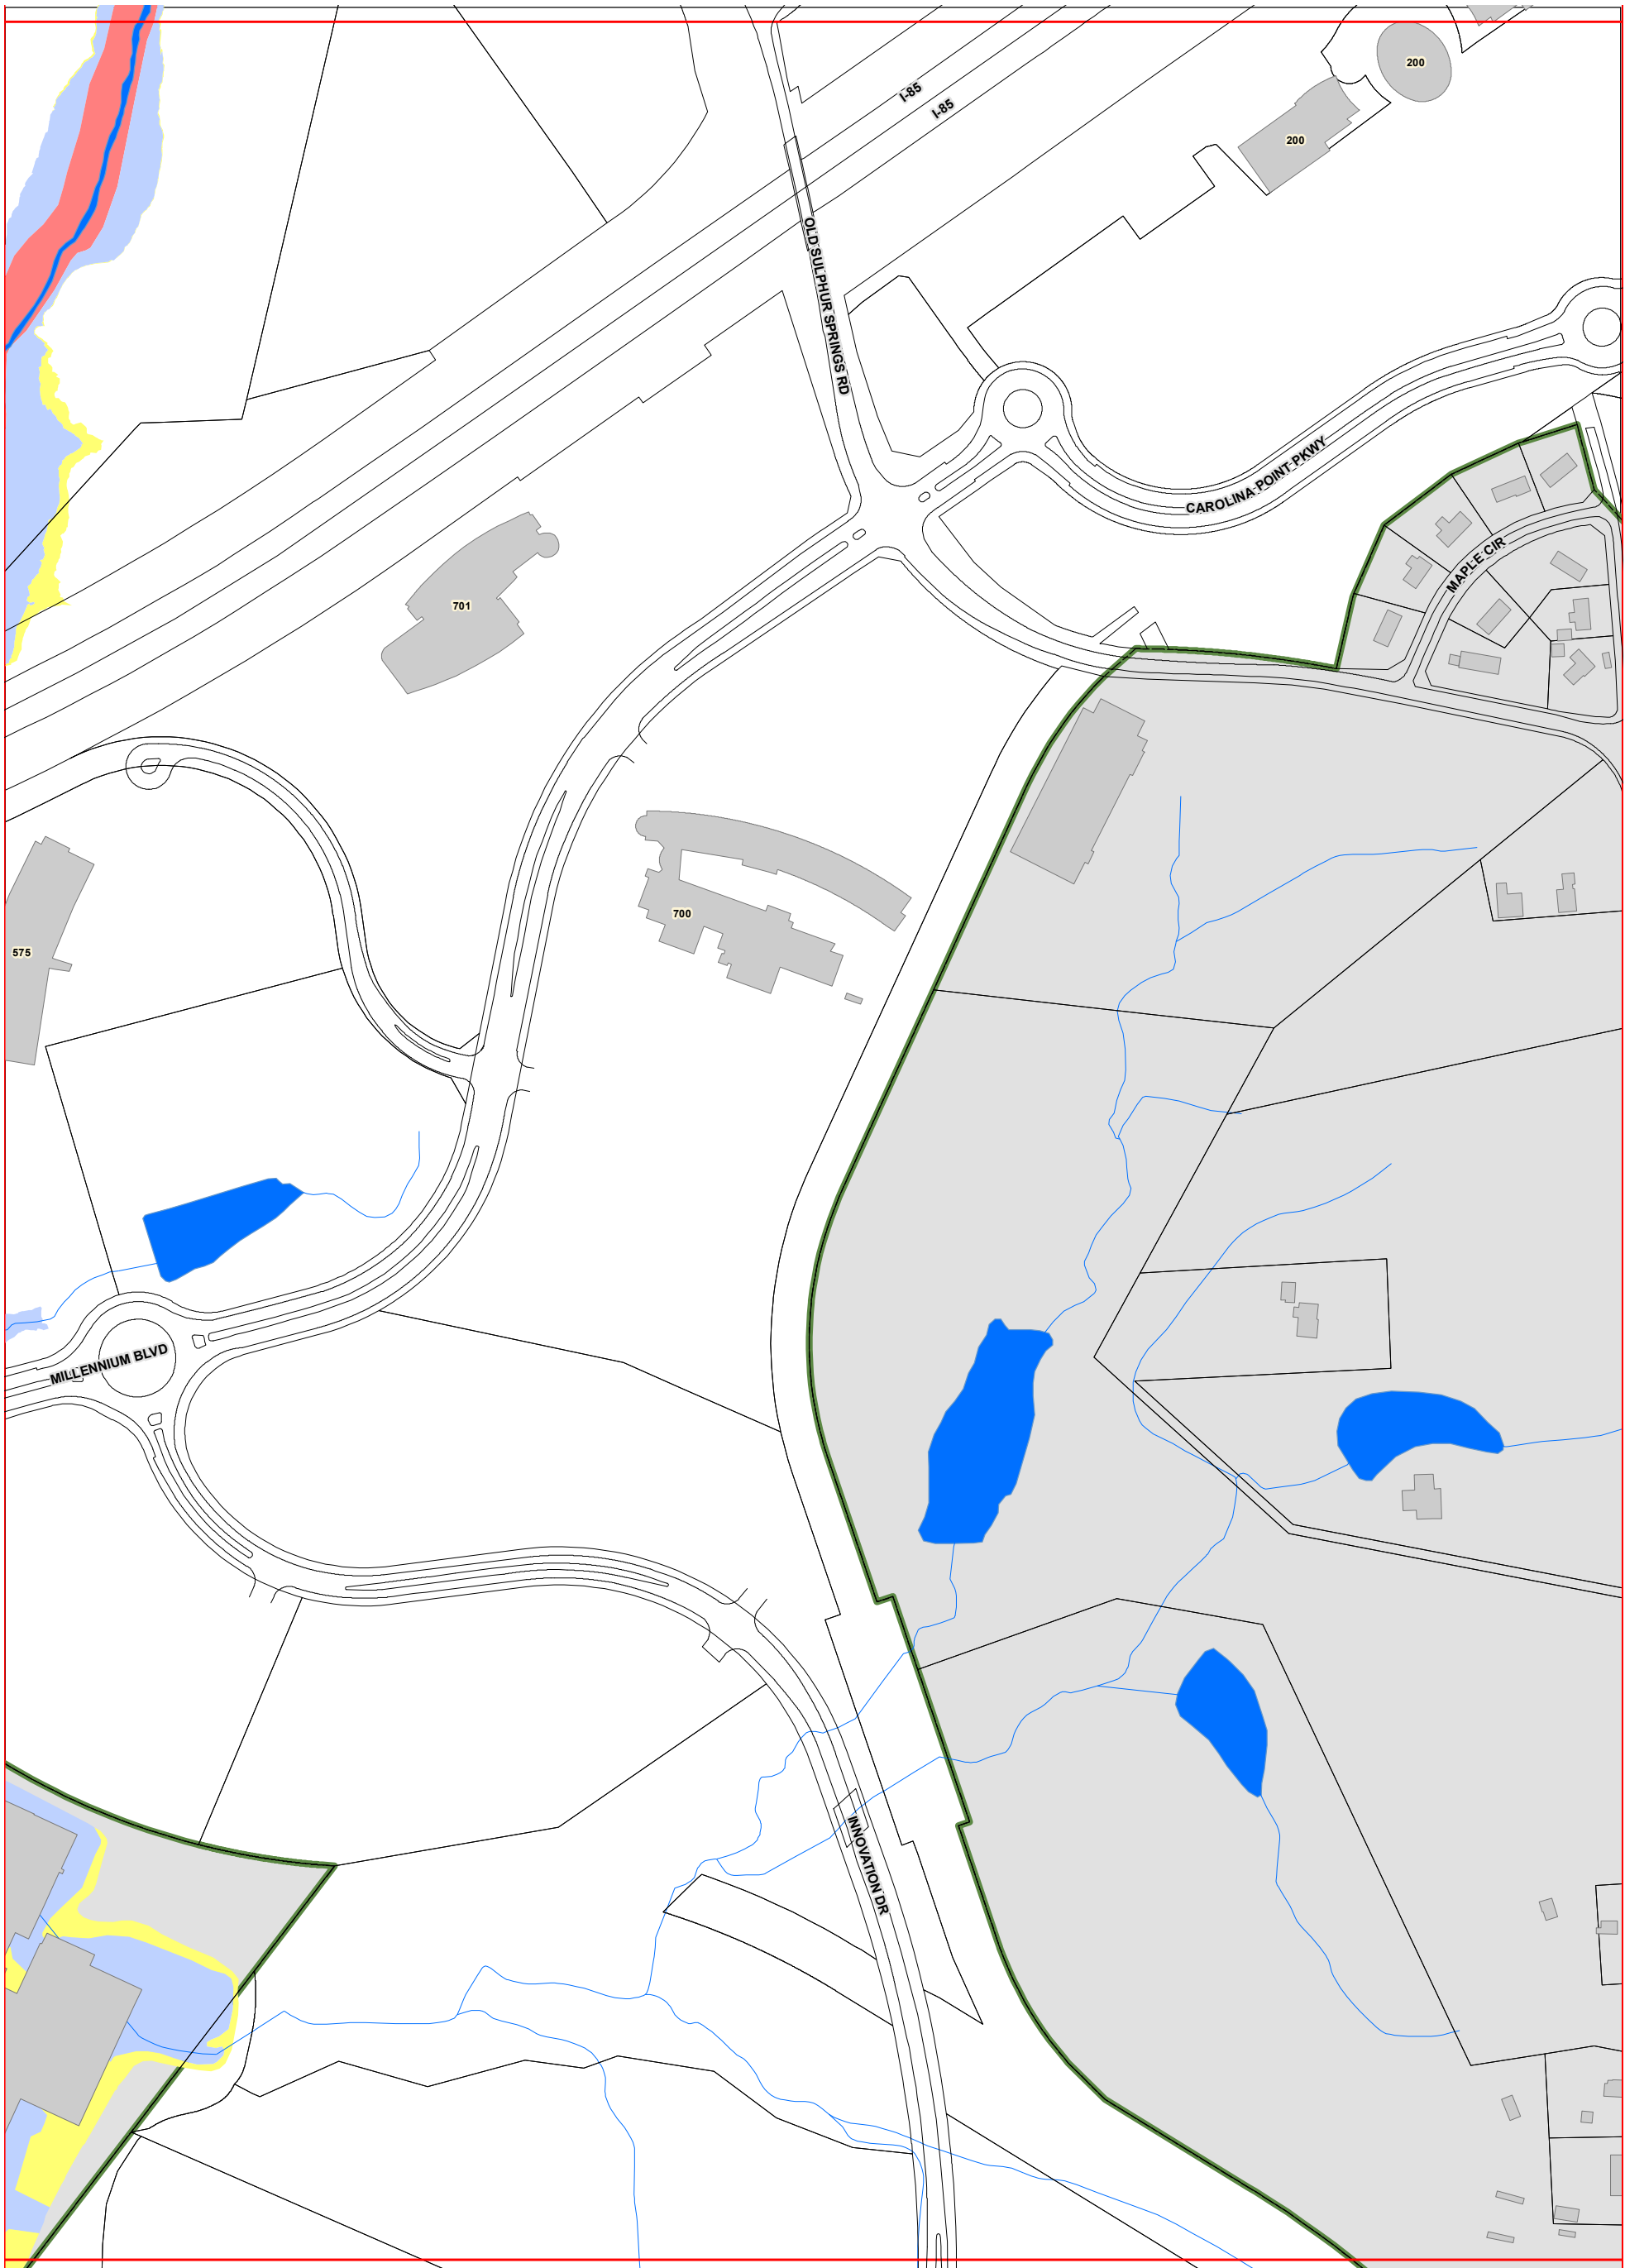 200
I-85
I-85
200
OLD SULPHUR SPRINGS RD
CAROLINA POINT PKWY
MAPLE CIR
701
700
575
MILLENNIUM BLVD
INNOVATION DR